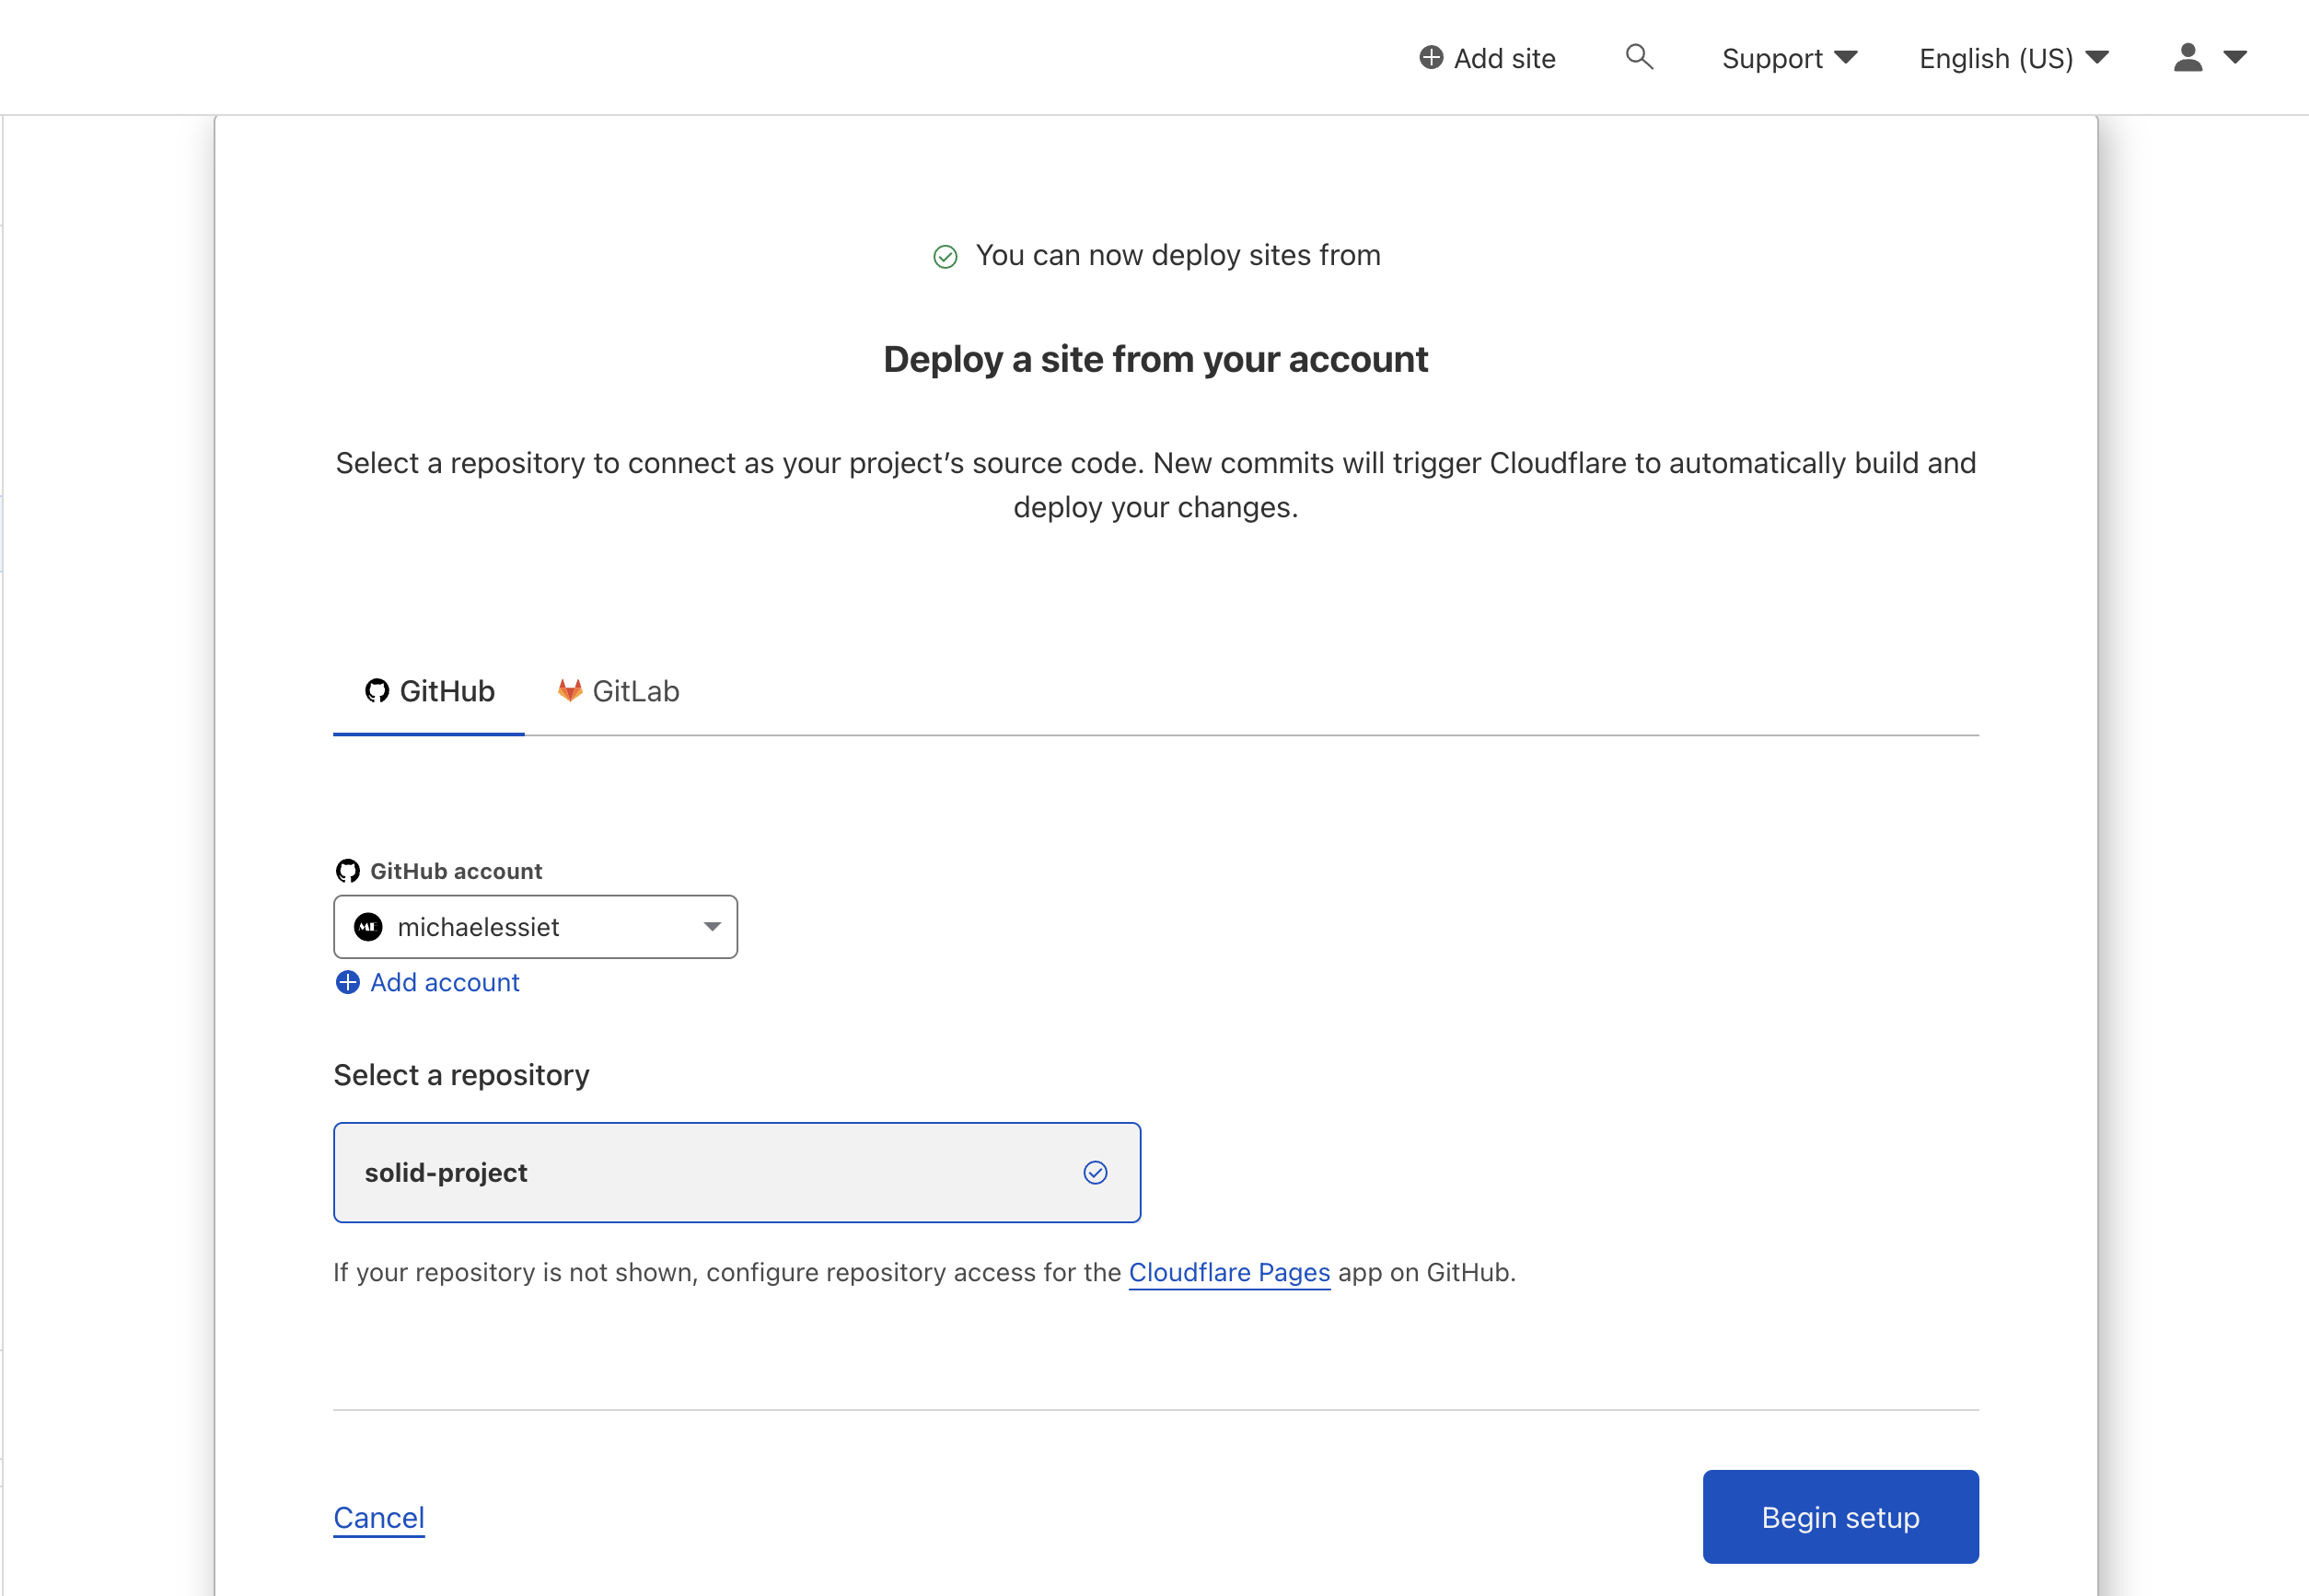 Add site
Support
English (US)
You can now deploy sites from
Deploy a site from your account
Select a repository to connect as your project’s source code. New commits will trigger Cloudflare to automatically build and
deploy your changes.
GitHub
GitLab
GitHub account
ME
michaelessiet
Add account
Select a repository
solid-project
If your repository is not shown, configure repository access for the Cloudflare Pages app on GitHub.
Cancel
Begin setup